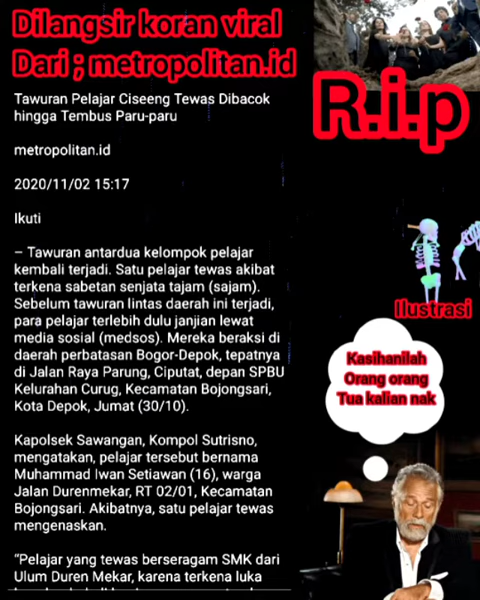 Dilangsir koran viral
Dari ; metropolitan.id
R.i.p
Tawuran Pelajar Ciseeng Tewas Dibacok
hingga Tembus Paru-paru
metropolitan.id
2020/11/02 15:17
Ikuti
– Tawuran antardua kelompok pelajar
kembali terjadi. Satu pelajar tewas akibat
terkena sabetan senjata tajam (sajam).
Sebelum tawuran lintas daerah ini terjadi,
para pelajar terlebih dulu janjian lewat
media sosial (medsos). Mereka beraksi di
daerah perbatasan Bogor-Depok, tepatnya
di Jalan Raya Parung, Ciputat, depan SPBU
Kelurahan Curug, Kecamatan Bojongsari,
Kota Depok, Jumat (30/10).
Kapolsek Sawangan, Kompol Sutrisno,
mengatakan, pelajar tersebut bernama
Muhammad Iwan Setiawan (16), warga
Jalan Durenmekar, RT 02/01, Kecamatan
Bojongsari. Akibatnya, satu pelajar tewas
mengenaskan.
"Pelajar yang tewas berseragam SMK dari
Ulum Duren Mekar, karena terkena luka
Ilustrasi
Kasihanilah
Orang orang
Tua kalian nak